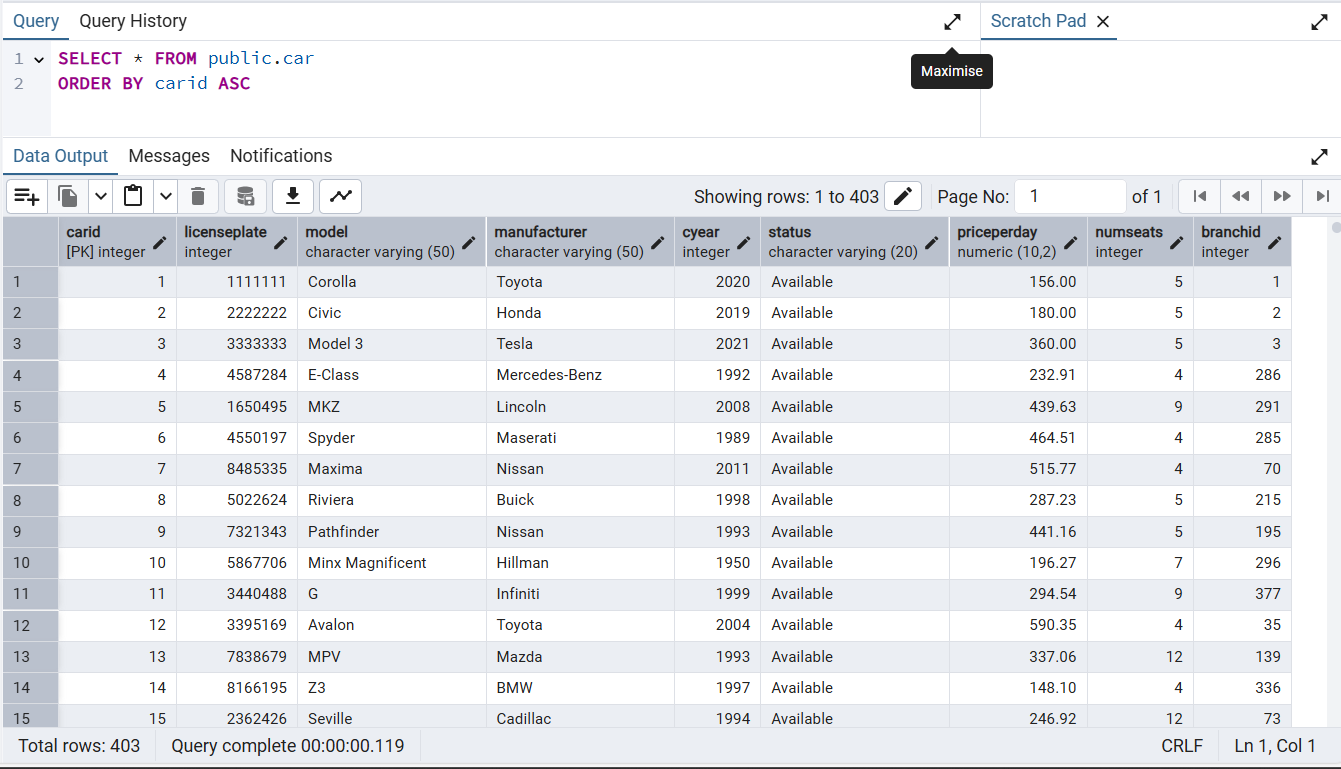 Query Query History Scratch Pad
1 SELECT * FROM public.car
2 ORDER BY carid ASC
Maximise
Data Output Messages Notifications
Showing rows: 1 to 403 Page No: 1 of 1
carid licenseplate model manufacturer cyear status priceperday numseats branchid
[PK] integer integer character varying (50) character varying (50) integer character varying (20) numeric (10,2) integer integer
1 1 1111111 Corolla Toyota 2020 Available 156.00 5 1
2 2 2222222 Civic Honda 2019 Available 180.00 5 2
3 3 3333333 Model 3 Tesla 2021 Available 360.00 5 3
4 4 4587284 E-Class Mercedes-Benz 1992 Available 232.91 4 286
5 5 1650495 MKZ Lincoln 2008 Available 439.63 9 291
6 6 4550197 Spyder Maserati 1989 Available 464.51 4 285
7 7 8485335 Maxima Nissan 2011 Available 515.77 4 70
8 8 5022624 Riviera Buick 1998 Available 287.23 5 215
9 9 7321343 Pathfinder Nissan 1993 Available 441.16 5 195
10 10 5867706 Minx Magnificent Hillman 1950 Available 196.27 7 296
11 11 3440488 G Infiniti 1999 Available 294.54 9 377
12 12 3395169 Avalon Toyota 2004 Available 590.35 4 35
13 13 7838679 MPV Mazda 1993 Available 337.06 12 139
14 14 8166195 Z3 BMW 1997 Available 148.10 4 336
15 15 2362426 Seville Cadillac 1994 Available 246.92 12 73
Total rows: 403 Query complete 00:00:00.119 CRLF Ln 1, Col 1